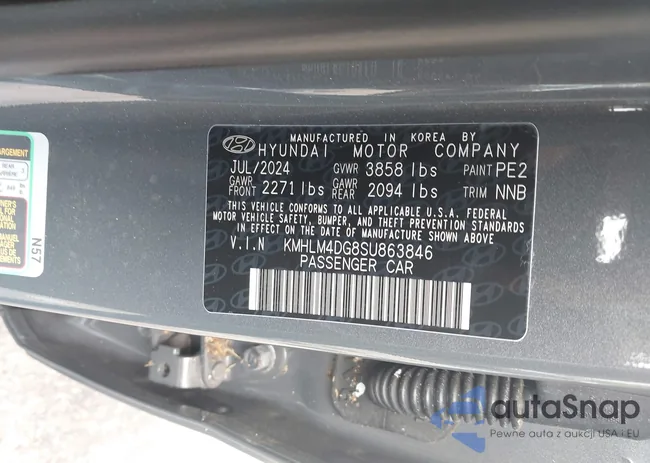 MANUFACTURED IN KOREA BY
HYUNDAI MOTOR COMPANY
JUL/2024 GVWR 3858 lbs PAINT PE2
GAWR FRONT 2271 lbs GAWR REAR 2094 lbs TRIM NNB
THIS VEHICLE CONFORMS TO ALL APPLICABLE U.S.A. FEDERAL
MOTOR VEHICLE SAFETY, BUMPER, AND THEFT PREVENTION
STANDARDS IN EFFECT ON THE DATE OF MANUFACTURE
SHOWN ABOVE.
V.I.N KMHLM4DG8SU863846
PASSENGER CAR
N57
autaSnap
Pewne auta z aukcji USA i EU